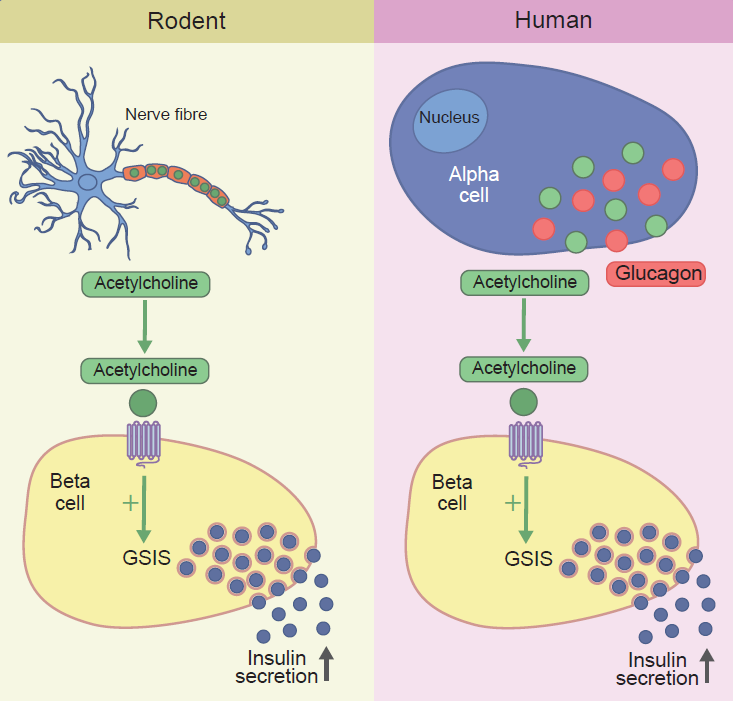 Rodent
Nerve fibre
Acetylcholine
Acetylcholine
Beta
cell
+
GSIS
Insulin
secretion
Human
Nucleus
Alpha
cell
Acetylcholine
Glucagon
Acetylcholine
Beta
cell
+
GSIS
Insulin
secretion